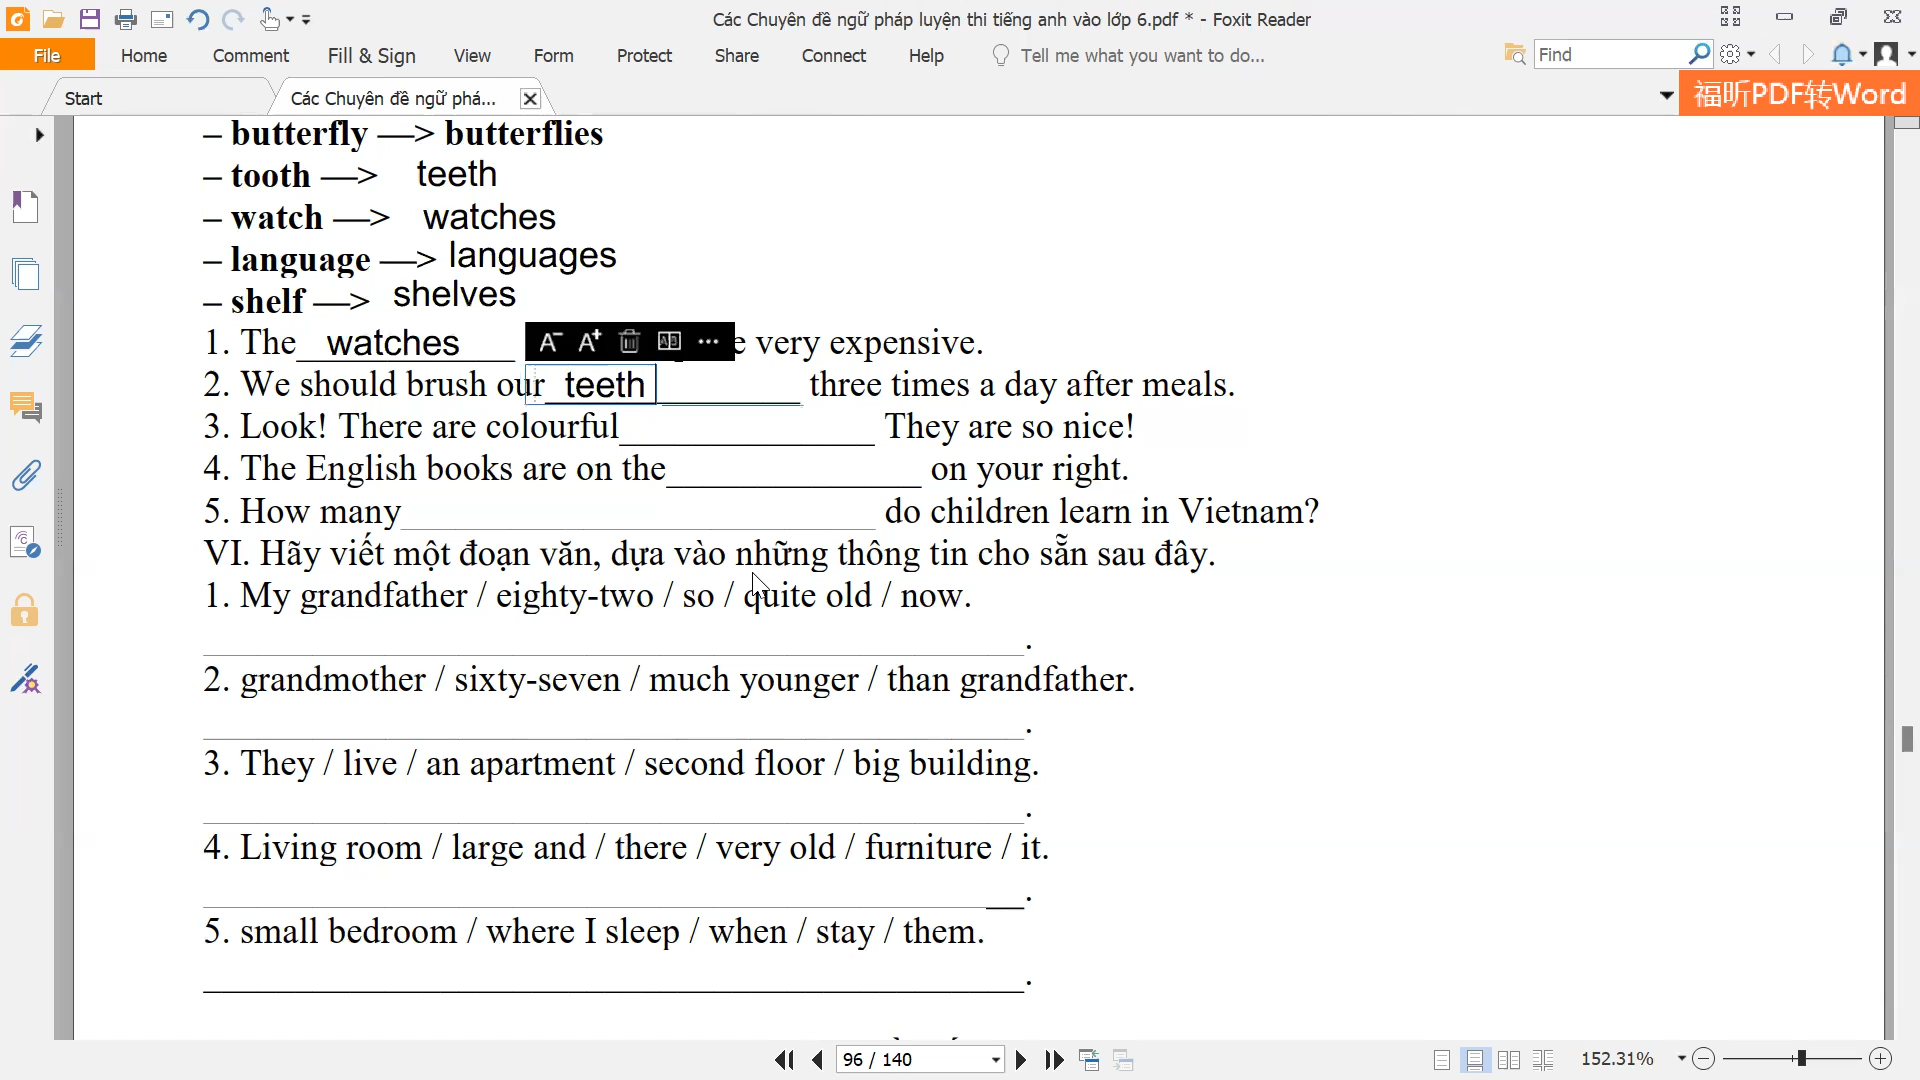 Các Chuyên đề ngữ pháp luyện thi tiếng anh vào lớp 6.pdf * - Foxit Reader
File Home Comment Fill & Sign View Form Protect Share Connect Help Tell me what you want to do... Find
Start Các Chuyên đề ngữ phá... 福昕PDF转Word
– butterfly —> butterflies
– tooth —> teeth
– watch —> watches
– language —> languages
– shelf —> shelves
1. The watches e very expensive.
2. We should brush our teeth three times a day after meals.
3. Look! There are colourful______________ They are so nice!
4. The English books are on the______________ on your right.
5. How many__________________________ do children learn in Vietnam?
VI. Hãy viết một đoạn văn, dựa vào những thông tin cho sẵn sau đây.
1. My grandfather / eighty-two / so / quite old / now.
_____________________________________________.
2. grandmother / sixty-seven / much younger / than grandfather.
_____________________________________________.
3. They / live / an apartment / second floor / big building.
_____________________________________________.
4. Living room / large and / there / very old / furniture / it.
_____________________________________________.
5. small bedroom / where I sleep / when / stay / them.
_____________________________________________.
96 / 140 152.31%